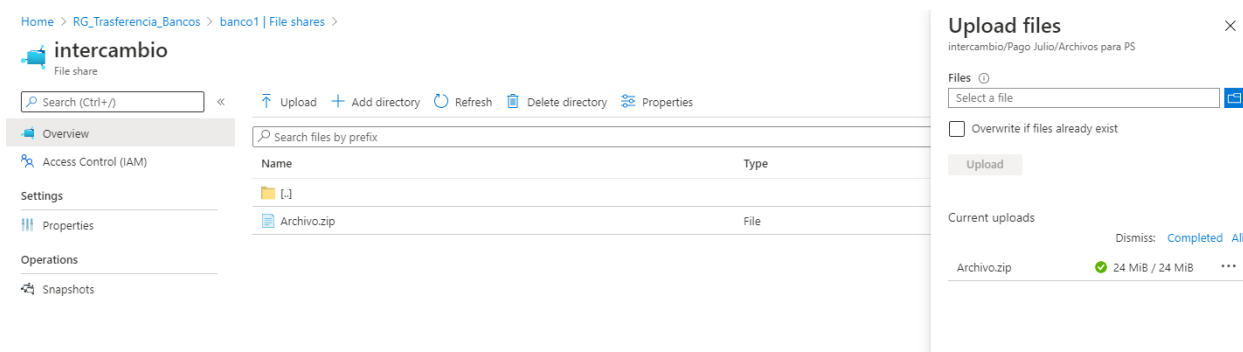 Home > RG_Trasferencia_Bancos > banco1 | File shares >
intercambio
File share
Search (Ctrl+/)
«
Overview
Access Control (IAM)
Settings
Properties
Operations
Snapshots
Upload Add directory Refresh Delete directory Properties
Search files by prefix
Name Type
[..]
Archivo.zip File
Upload files
intercambio/Pago Julio/Archivos para PS
Files
Select a file
Overwrite if files already exist
Upload
Current uploads
Dismiss: Completed All
Archivo.zip 24 MiB / 24 MiB ...